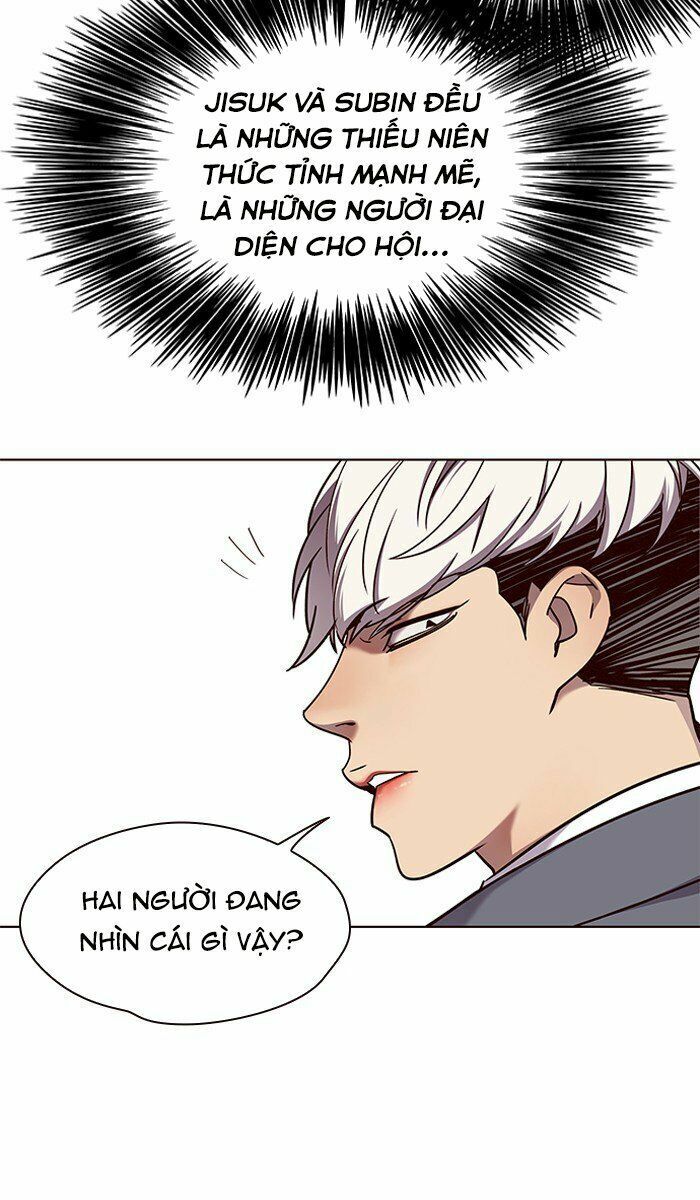 JISUK VÀ SUBIN ĐỀU
LÀ NHỮNG THIẾU NIÊN
THỨC TỈNH MẠNH MẼ,
LÀ NHỮNG NGƯỜI ĐẠI
DIỆN CHO HỘI...
HAI NGƯỜI ĐANG
NHÌN CÁI GÌ VẬY?